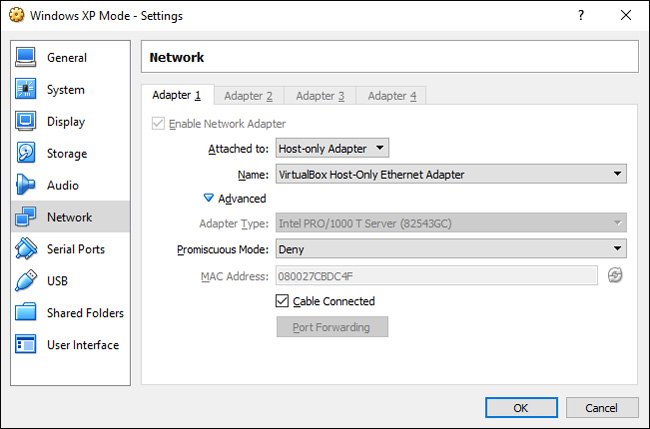 Windows XP Mode - Settings
?
General
System
Display
Storage
Audio
Network
Serial Ports
USB
Shared Folders
User Interface
Network
Adapter 1
Adapter 2
Adapter 3
Adapter 4
Enable Network Adapter
Attached to: Host-only Adapter
Name: VirtualBox Host-Only Ethernet Adapter
Advanced
Adapter Type: Intel PRO/1000 T Server (82543GC)
Promiscuous Mode: Deny
MAC Address: 080027CBDC4F
Cable Connected
Port Forwarding
OK
Cancel